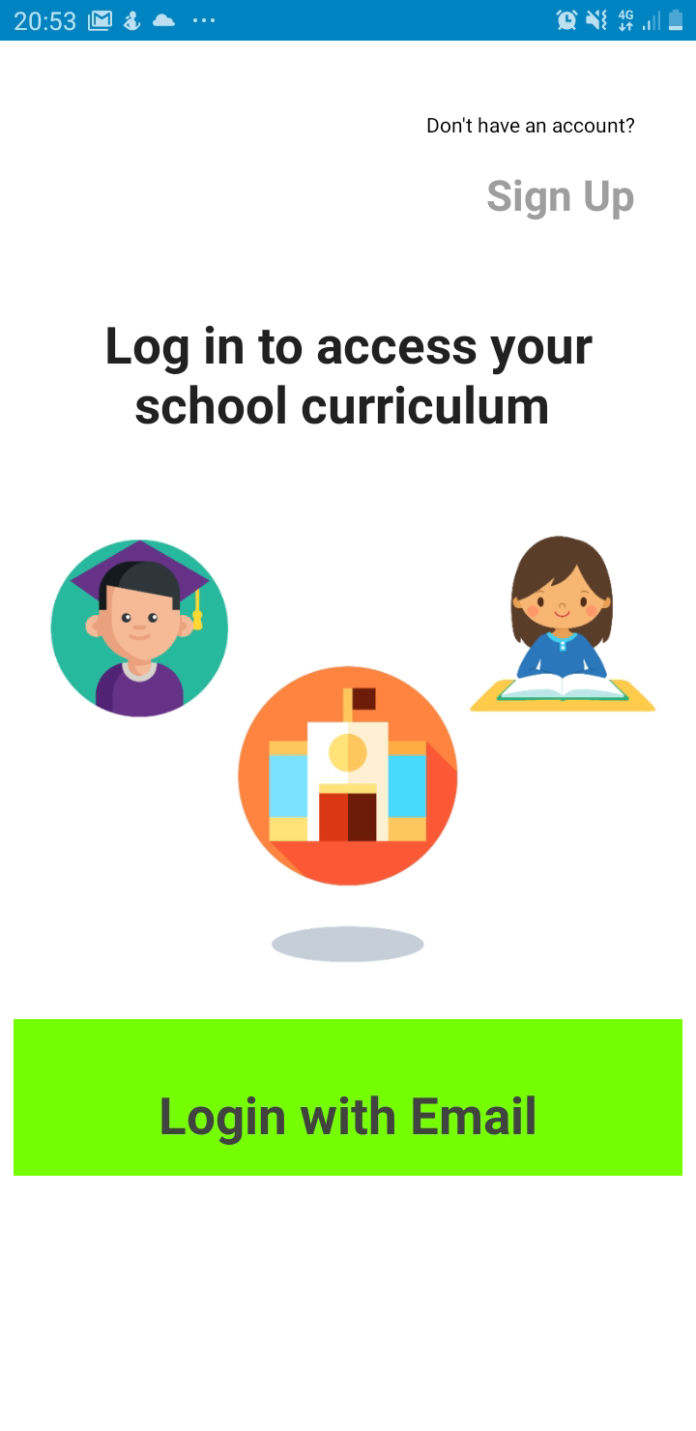 20:53
4G
Don't have an account?
Sign Up
Log in to access your
school curriculum
Login with Email